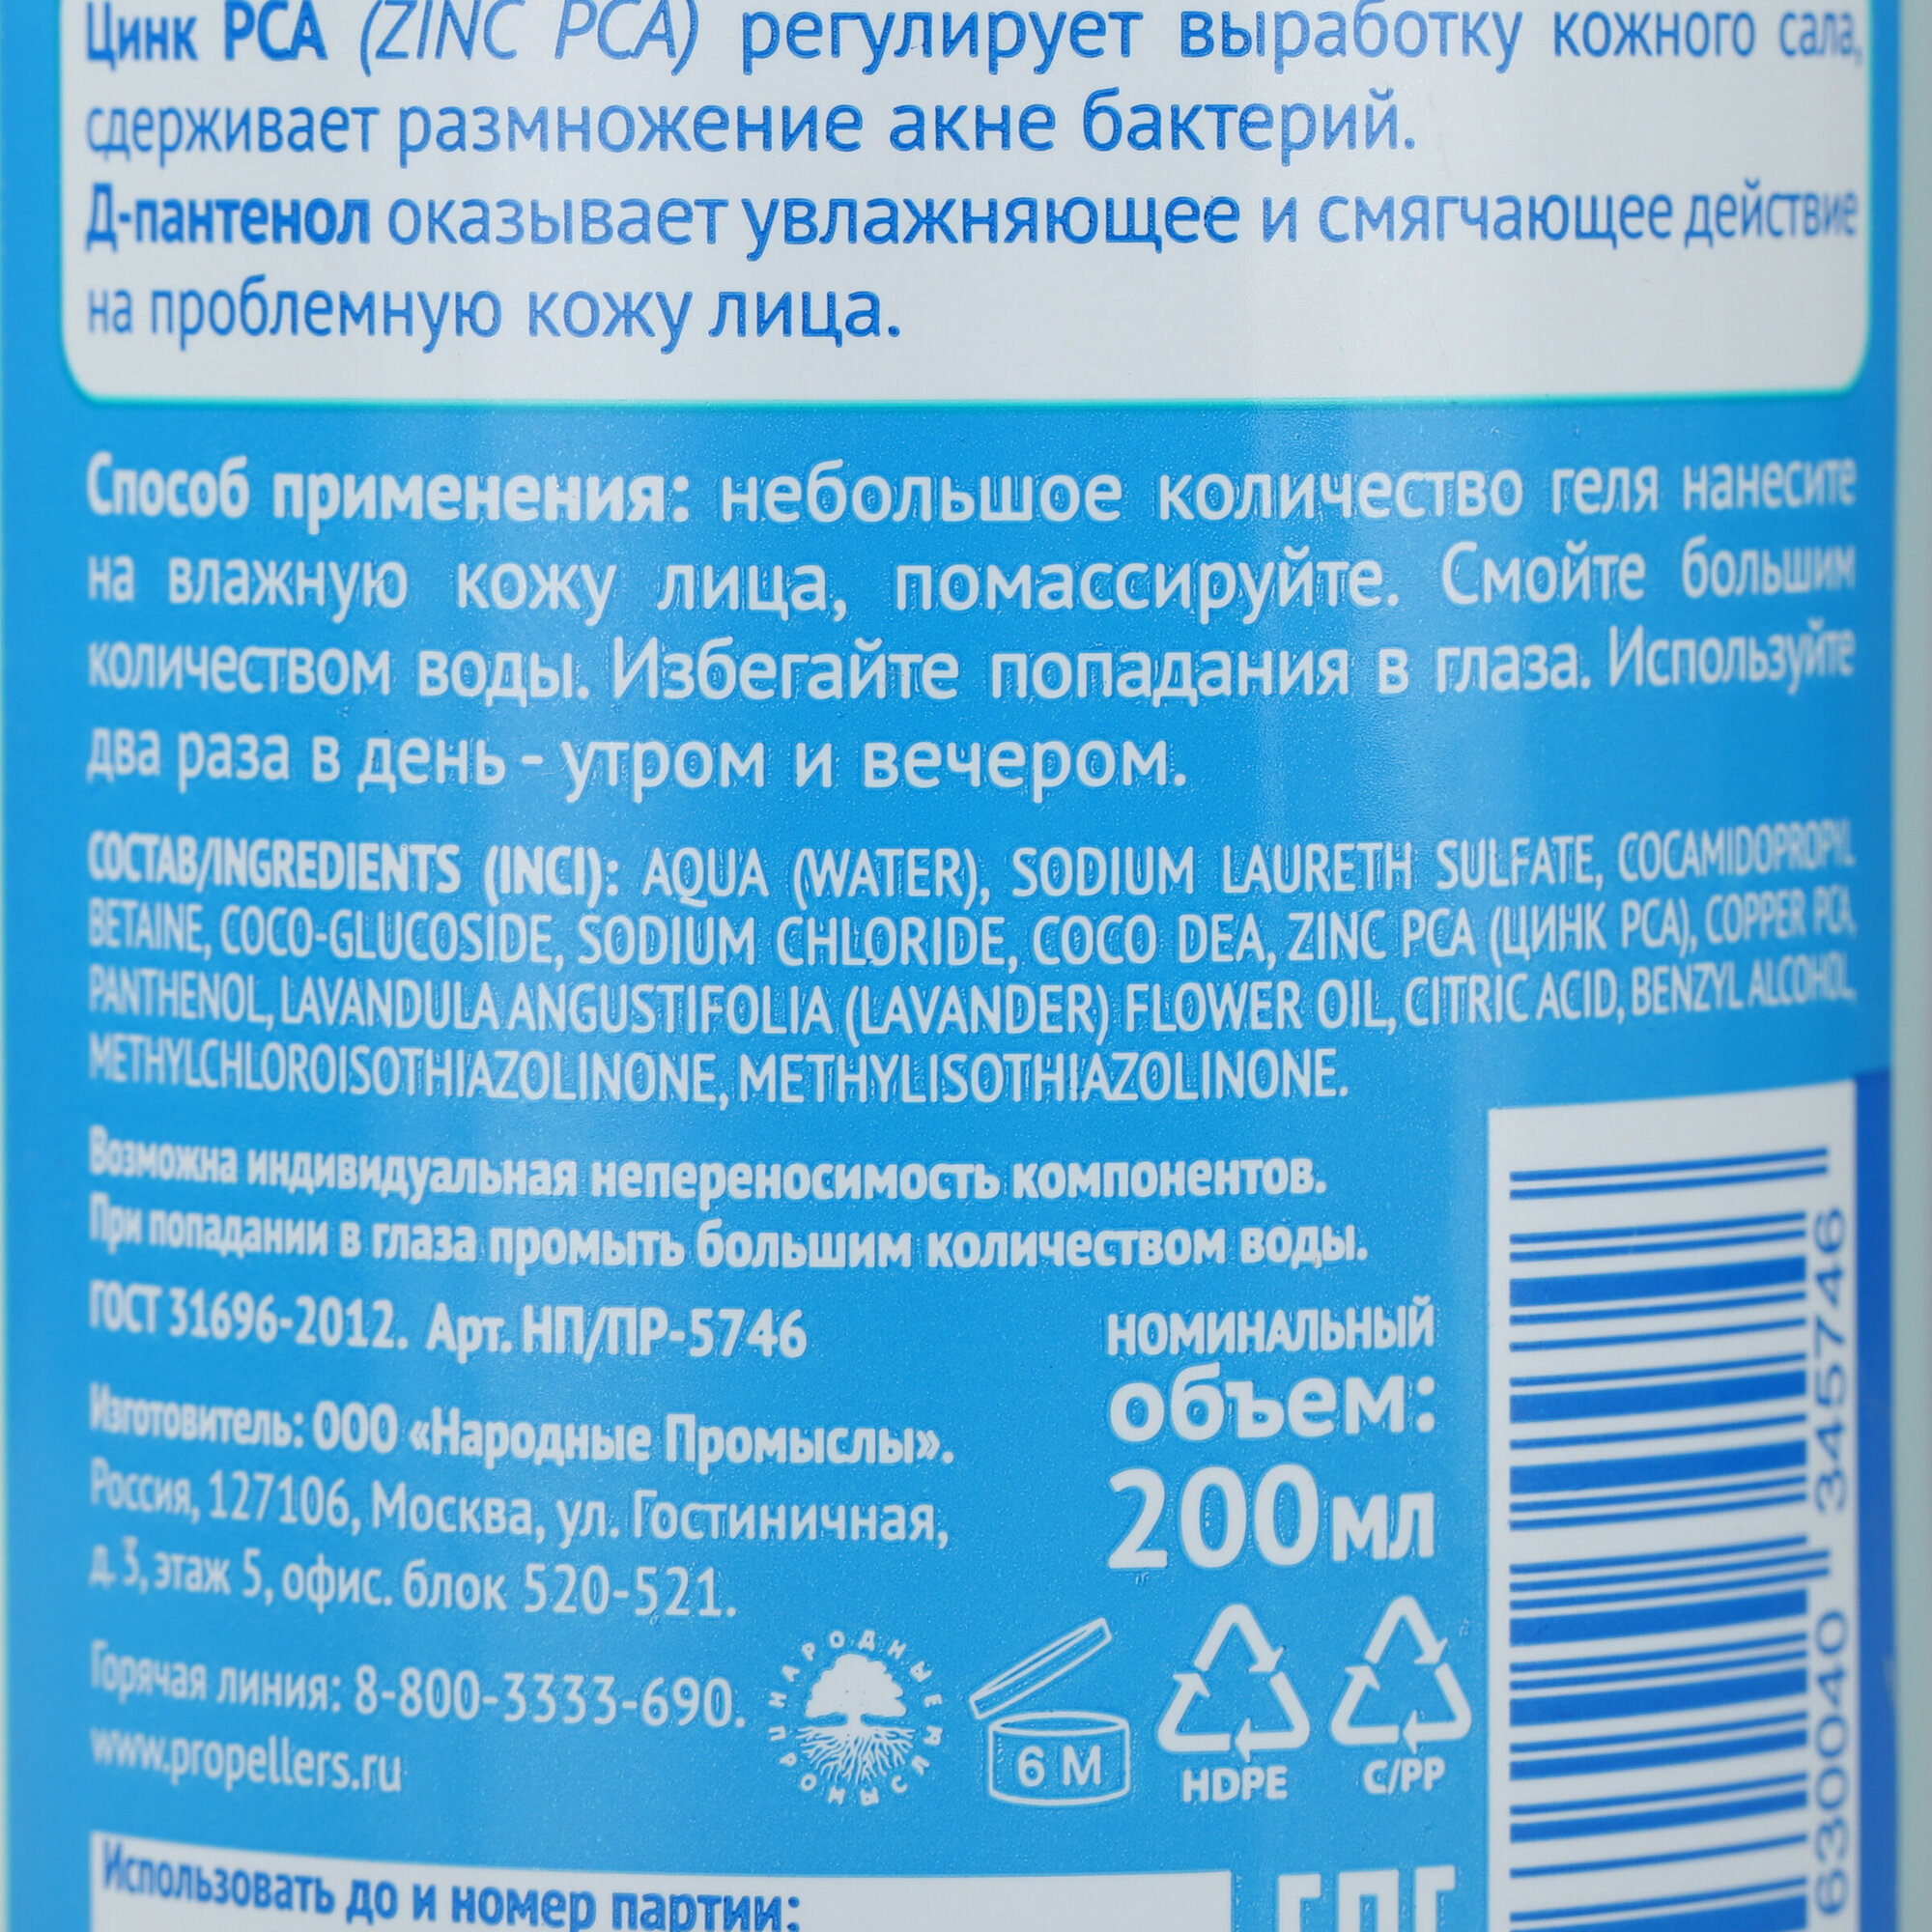 Цинк PCA (ZINC PCA) регулирует выработку кожного сала,
сдерживает размножение акне бактерий.
Д-пантенол оказывает увлажняющее и смягчающее действие
на проблемную кожу лица.
Способ применения: небольшое количество геля нанесите
на влажную кожу лица, помассируйте. Смойте большим
количеством воды. Избегайте попадания в глаза. Используйте
два раза в день - утром и вечером.
СОСТАВ/INGREDIENTS (INCI): AQUA (WATER), SODIUM LAURETH SULFATE, COCAMIDOPROPYL
BETAINE, COCO-GLUCOSIDE, SODIUM CHLORIDE, COCO DEA, ZINC PCA (ЦИНК PCA), COPPER PCA,
PANTHENOL, LAVANDULA ANGUSTIFOLIA (LAVANDER) FLOWER OIL, CITRIC ACID, BENZYL ALCOHOL,
METHYLCHLOROISOTHIAZOLINONE, METHYLISOTHIAZOLINONE.
Возможна индивидуальная непереносимость компонентов.
При попадании в глаза промыть большим количеством воды.
ГОСТ 31696-2012. Арт. НП/ПР-5746
Изготовитель: ООО «Народные Промыслы».
Россия, 127106, Москва, ул. Гостиничная,
д. 3, этаж 5, офис. блок 520-521.
Горячая линия: 8-800-3333-690.
www.propellers.ru
НОМИНАЛЬНЫЙ
объем:
200мл
НАРОДНЫЕ ПРОМЫСЛЫ
6 M
HDPE
C/PP
630040 345746
Использовать до и номер партии: